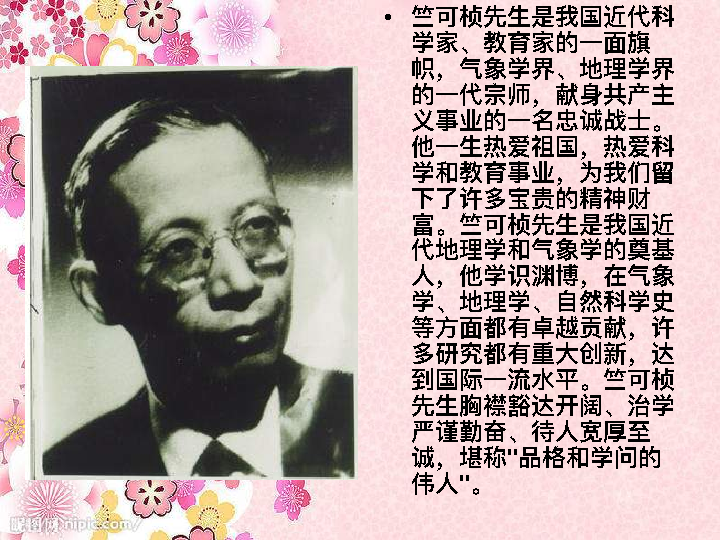 • 竺可桢先生是我国近代科
学家、教育家的一面旗
帜，气象学界、地理学界
的一代宗师，献身共产主
义事业的一名忠诚战士。
他一生热爱祖国，热爱科
学和教育事业，为我们留
下了许多宝贵的精神财
富。竺可桢先生是我国近
代地理学和气象学的奠基
人，他学识渊博，在气象
学、地理学、自然科学史
等方面都有卓越贡献，许
多研究都有重大创新，达
到国际一流水平。竺可桢
先生胸襟豁达开阔、治学
严谨勤奋、待人宽厚至
诚，堪称"品格和学问的
伟人"。
昵图网 nipic.com/